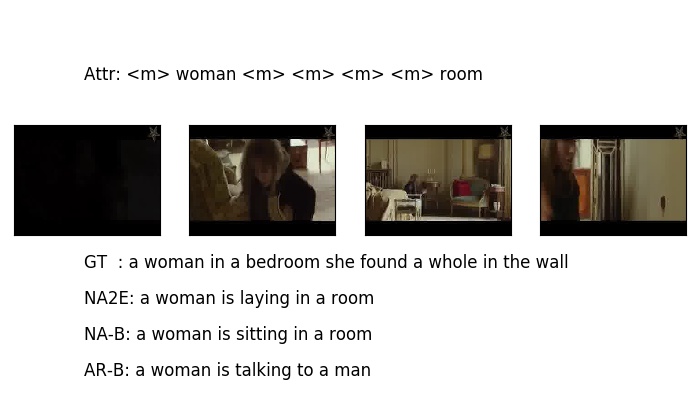 Attr: <m> woman <m> <m> <m> <m> room
GT  : a woman in a bedroom she found a whole in the wall
NA2E: a woman is laying in a room
NA-B: a woman is sitting in a room
AR-B: a woman is talking to a man